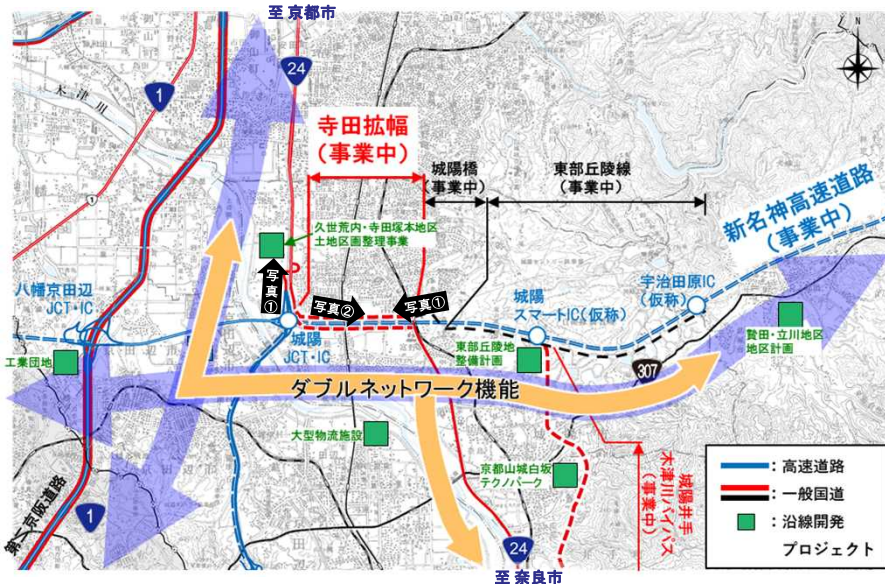 至 京都市
24
1
木津川
N
寺田拡幅
(事業中)
城陽橋
(事業中)
東部丘陵線
(事業中)
新名神高速道路
(事業中)
1
久世荒内・寺田塚本地区
土地区画整理事業
写真①
写真②
写真①
八幡京田辺
JCT・IC
城陽
JCT・IC
城陽
スマートIC(仮称)
宇治田原IC
(仮称)
工業団地
東部丘陵地
整備計画
贄田・立川地区
地区計画
307
ダブルネットワーク機能
大型物流施設
京都山城白坂
テクノパーク
城陽井手
木津川バイパス
(事業中)
第二京阪道路
1
24
至 奈良市
:高速道路
:一般国道
:沿線開発
プロジェクト